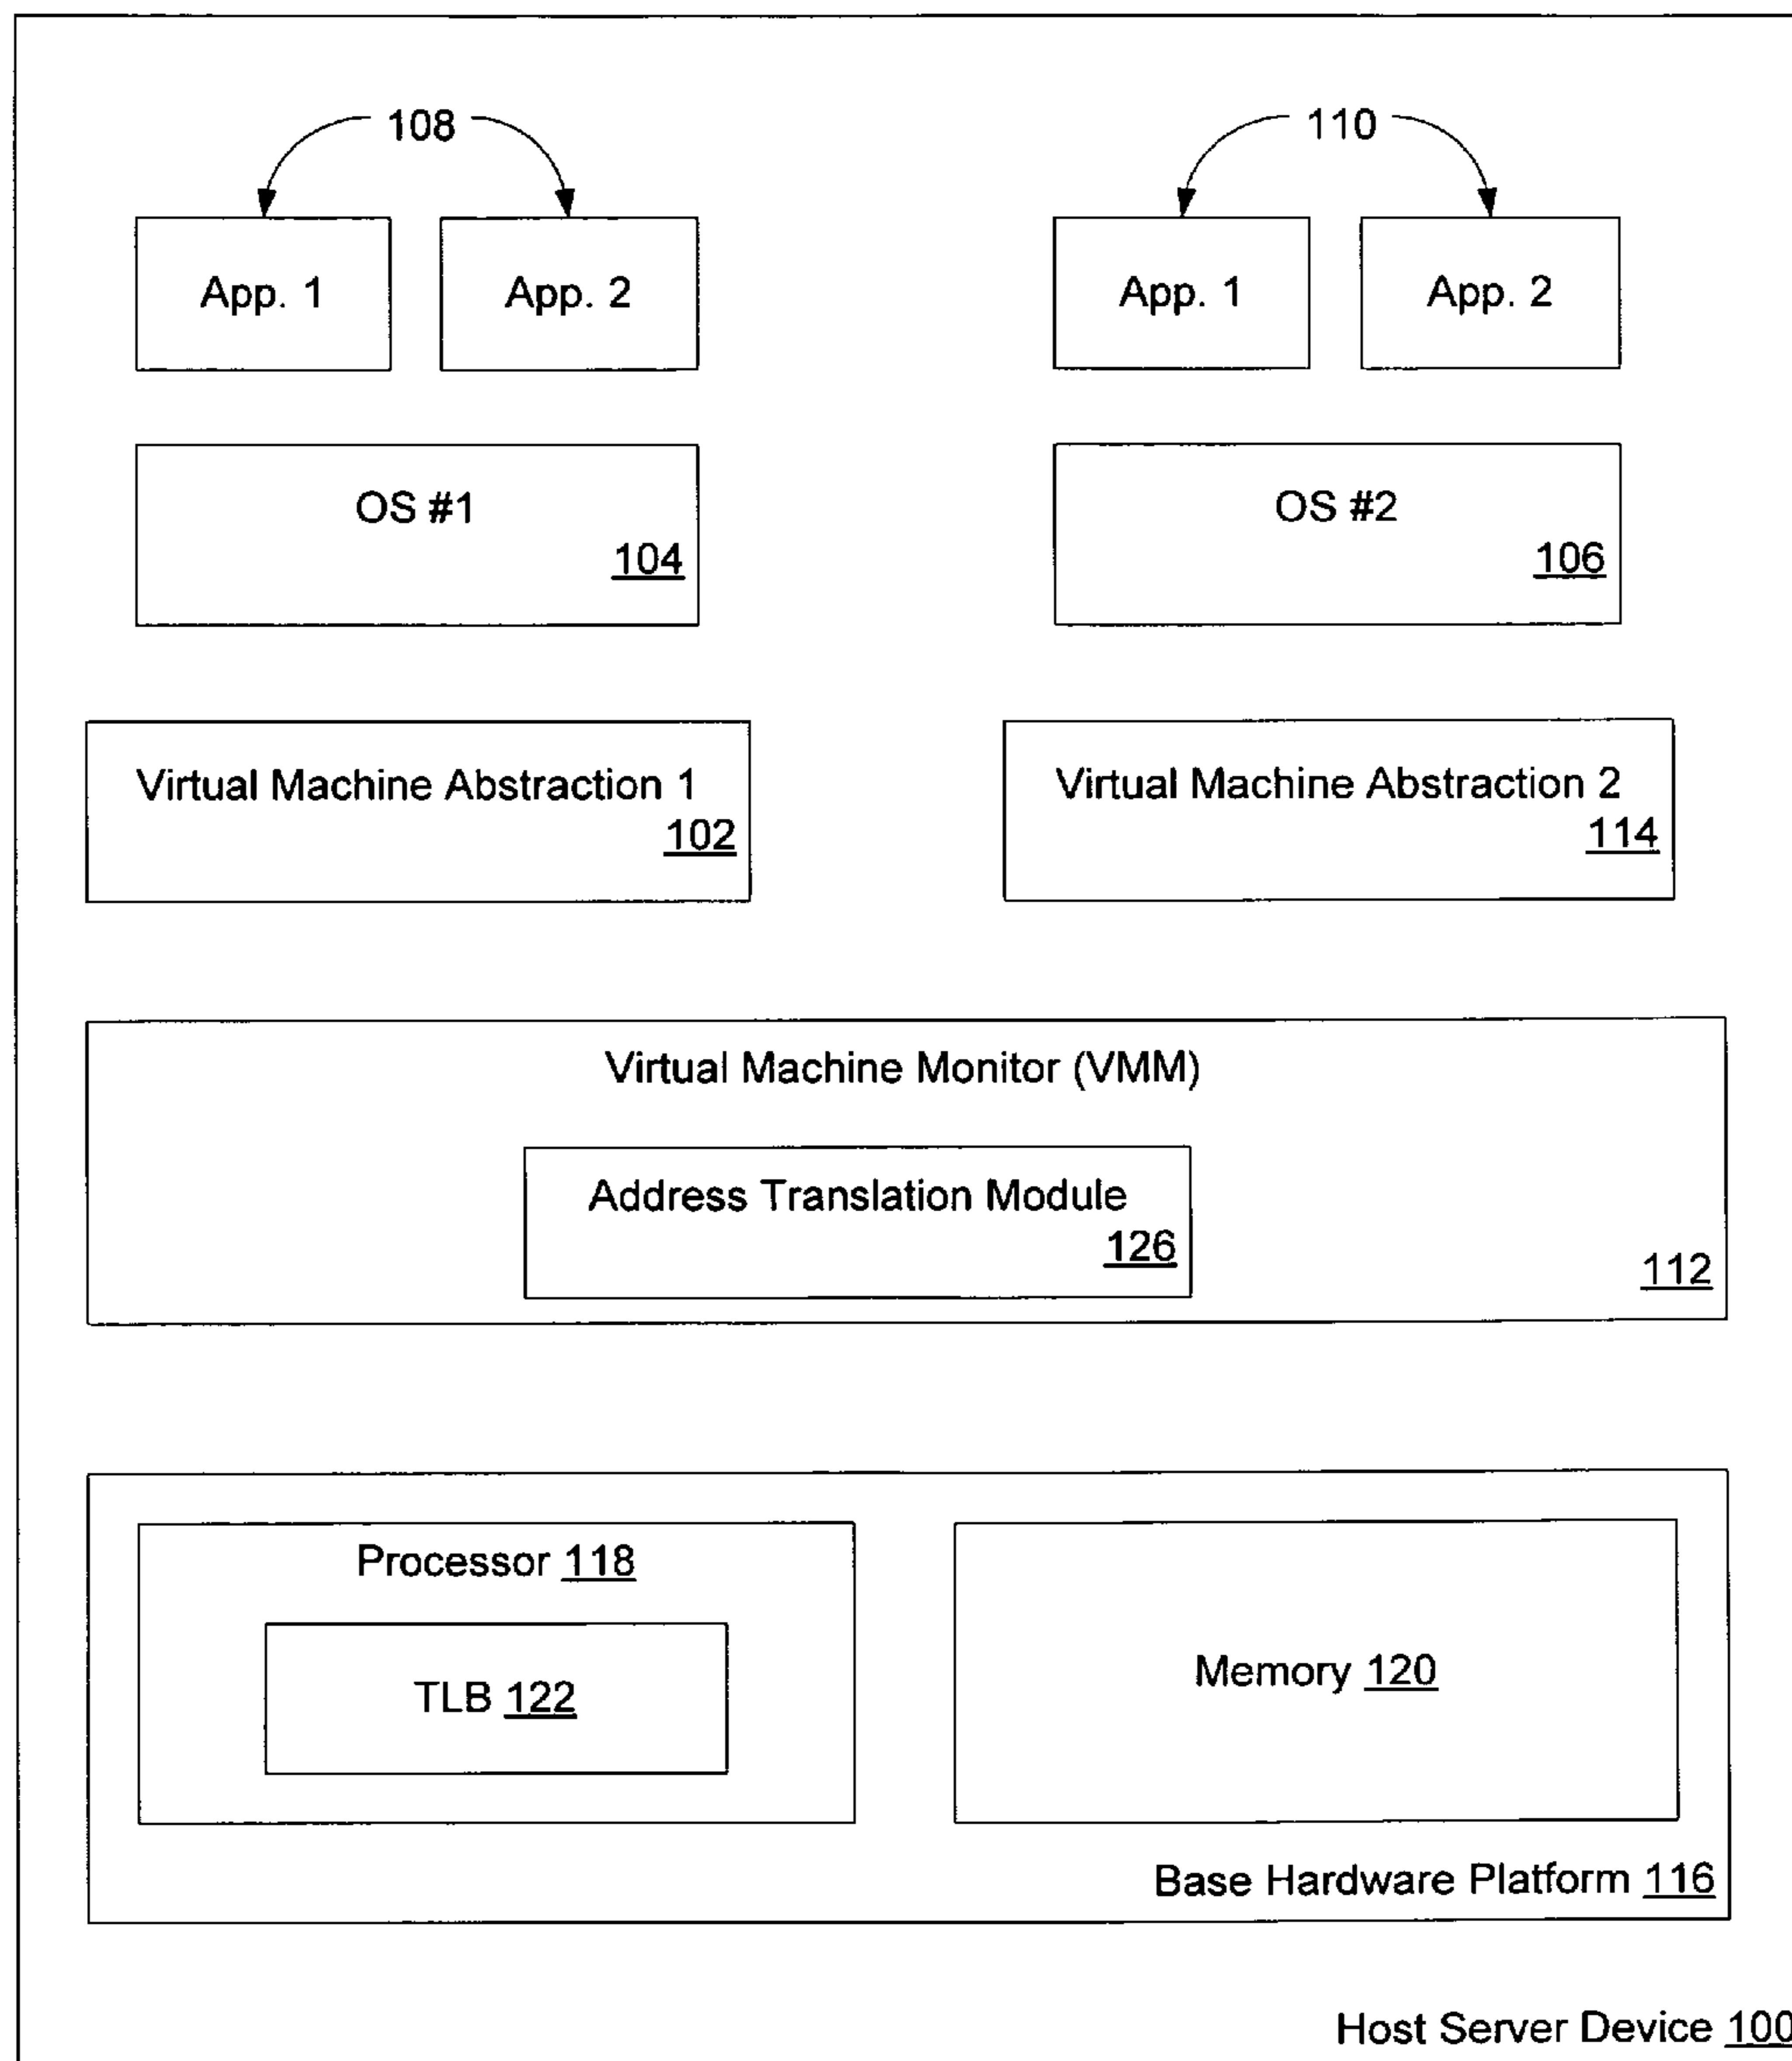 108
110
App. 1
App. 2
App. 1
App. 2
OS #1
104
OS #2
106
Virtual Machine Abstraction 1
102
Virtual Machine Abstraction 2
114
Virtual Machine Monitor (VMM)
Address Translation Module
126
112
Processor 118
TLB 122
Memory 120
Base Hardware Platform 116
Host Server Device 100